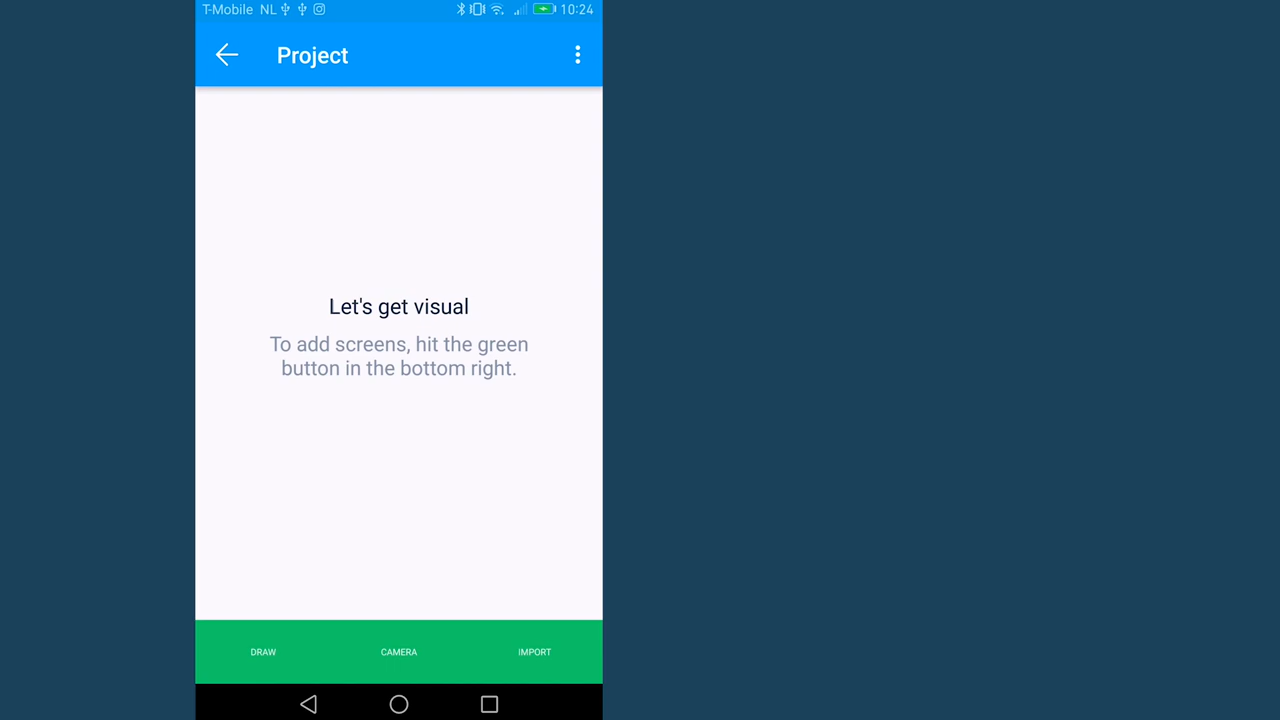 T-Mobile NL 10:24
Project
Let's get visual
To add screens, hit the green
button in the bottom right.
DRAW CAMERA IMPORT